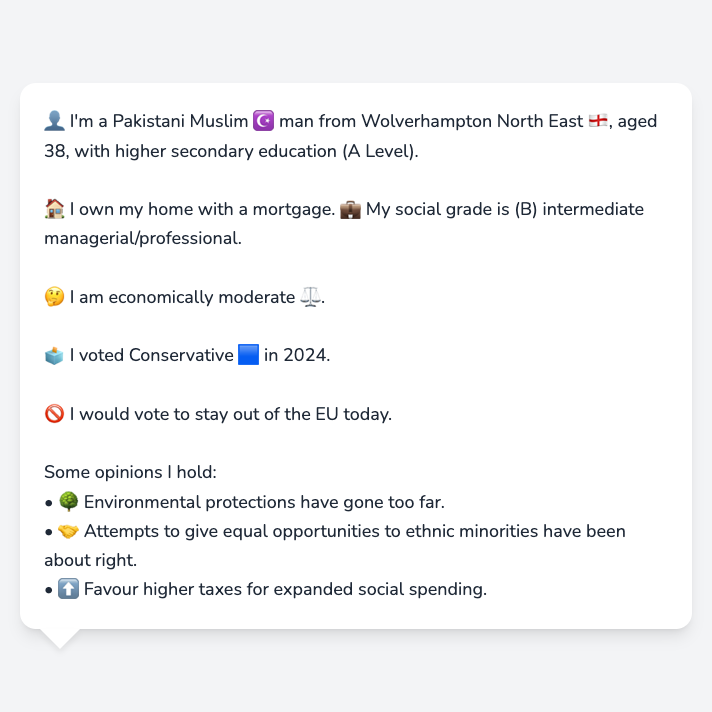 👤 I'm a Pakistani Muslim ☪️ man from Wolverhampton North East 🏴󠁧󠁢󠁥󠁮󠁧󠁿, aged
38, with higher secondary education (A Level).
🏠 I own my home with a mortgage. 💼 My social grade is (B) intermediate
managerial/professional.
🤔 I am economically moderate ⚖️.
🗳️ I voted Conservative 🟦 in 2024.
🚫 I would vote to stay out of the EU today.
Some opinions I hold:
• 🌳 Environmental protections have gone too far.
• 🤝 Attempts to give equal opportunities to ethnic minorities have been
about right.
• ⬆️ Favour higher taxes for expanded social spending.